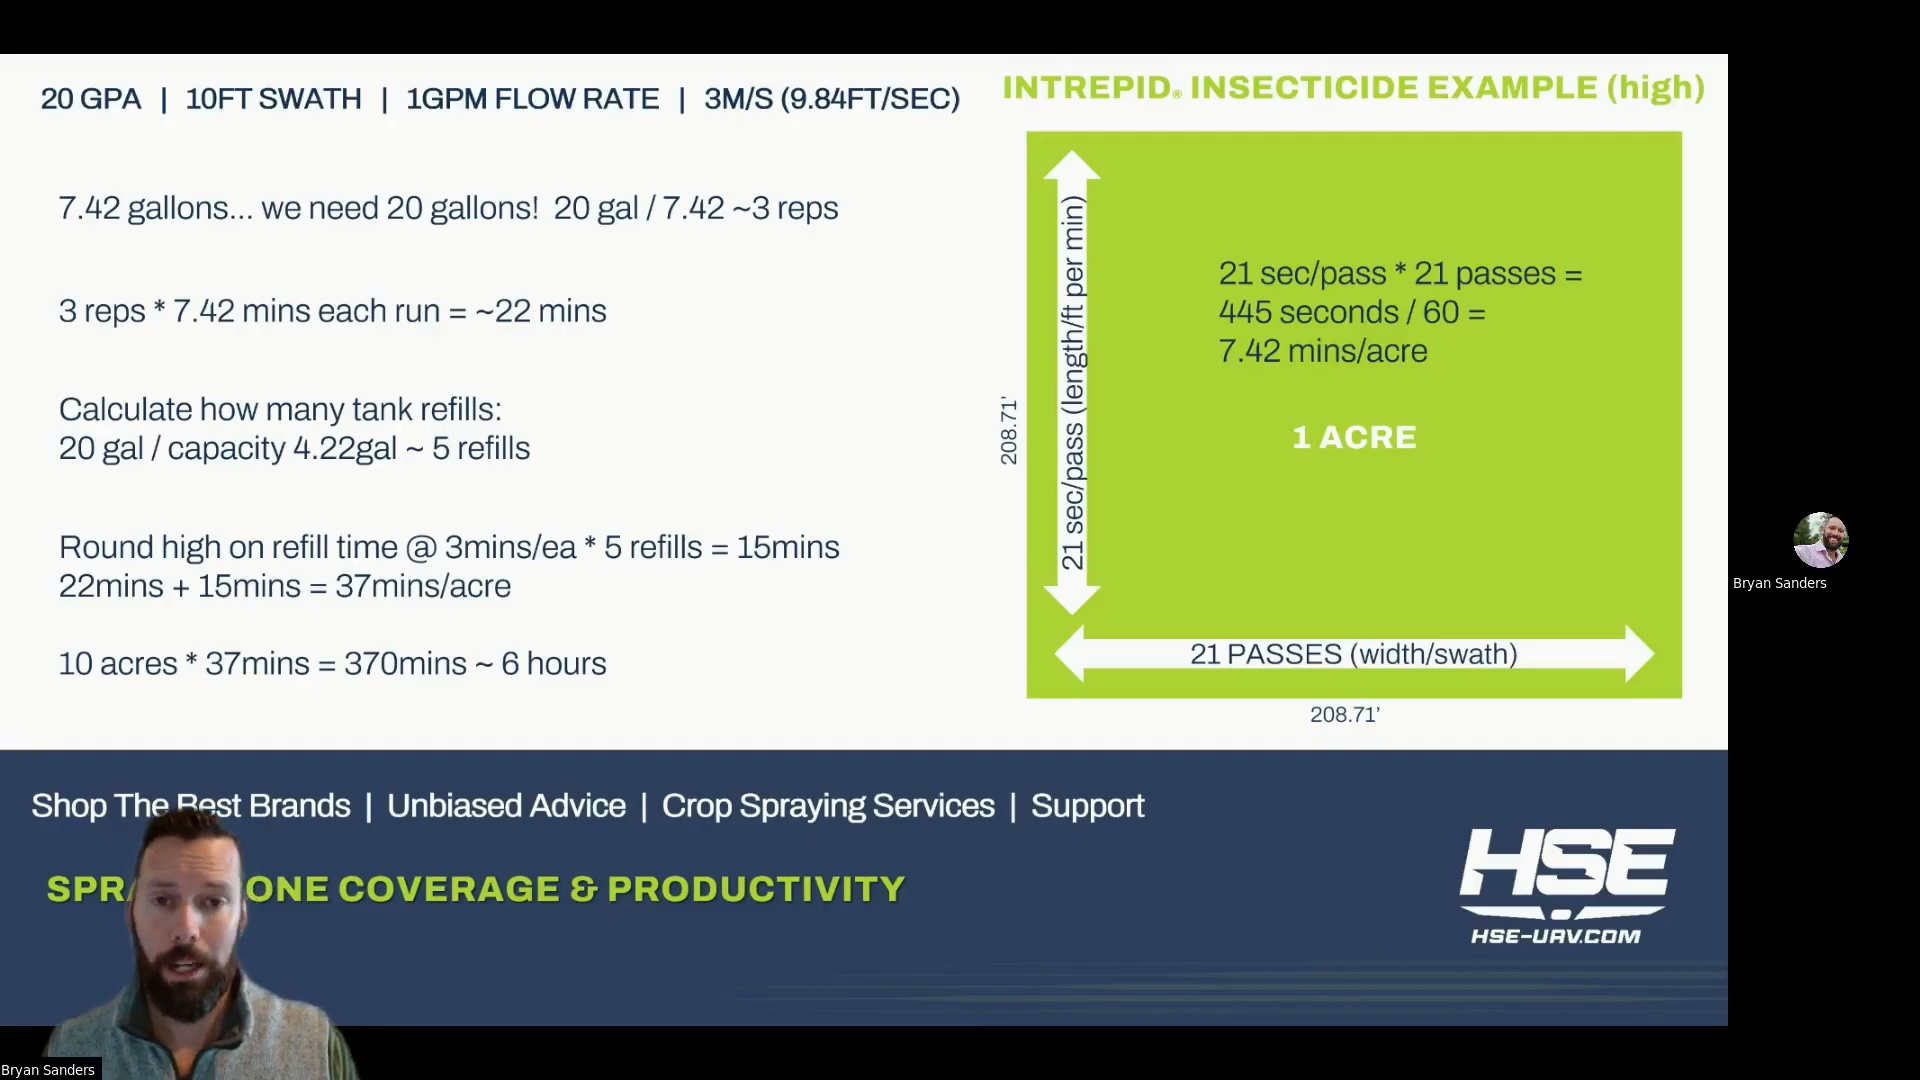 20 GPA | 10FT SWATH | 1GPM FLOW RATE | 3M/S (9.84FT/SEC)
INTREPID® INSECTICIDE EXAMPLE (high)
7.42 gallons... we need 20 gallons! 20 gal / 7.42 ~3 reps
3 reps * 7.42 mins each run = ~22 mins
Calculate how many tank refills:
20 gal / capacity 4.22gal ~ 5 refills
Round high on refill time @ 3mins/ea * 5 refills = 15mins
22mins + 15mins = 37mins/acre
10 acres * 37mins = 370mins ~ 6 hours
208.71’
21 sec/pass (length/ft per min)
21 sec/pass * 21 passes =
445 seconds / 60 =
7.42 mins/acre
1 ACRE
21 PASSES (width/swath)
208.71’
Bryan Sanders
Shop The Best Brands | Unbiased Advice | Crop Spraying Services | Support
COVERAGE & PRODUCTIVITY
HSE
HSE-UAV.COM
Bryan Sanders